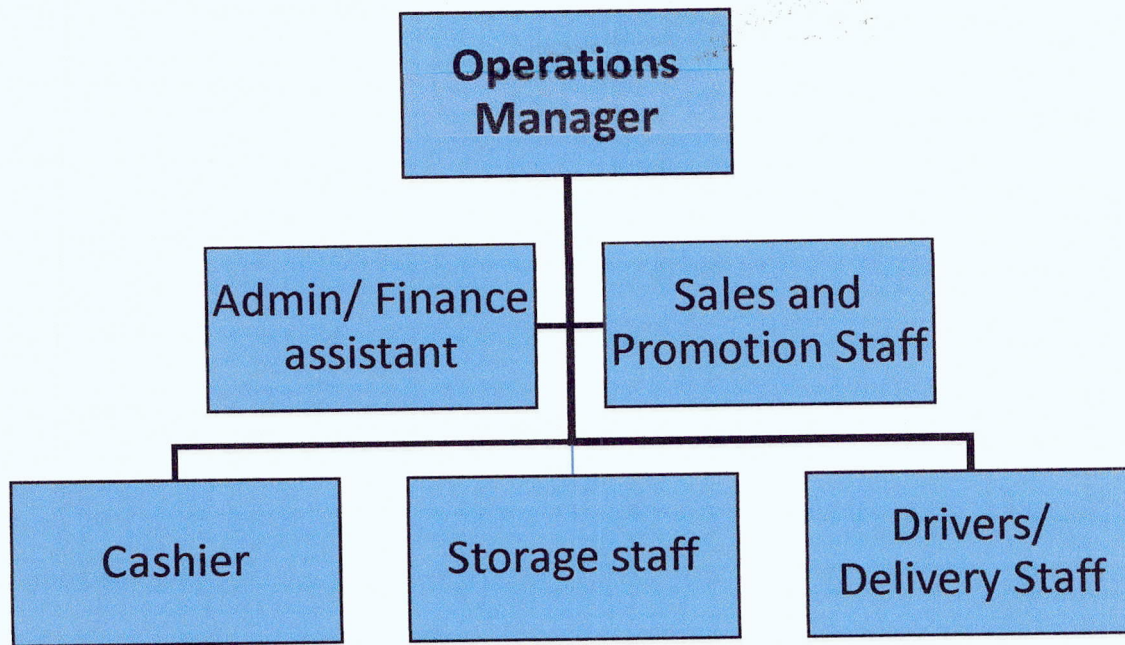 Operations
Manager
Admin/ Finance
assistant
Sales and
Promotion Staff
Cashier
Storage staff
Drivers/
Delivery Staff